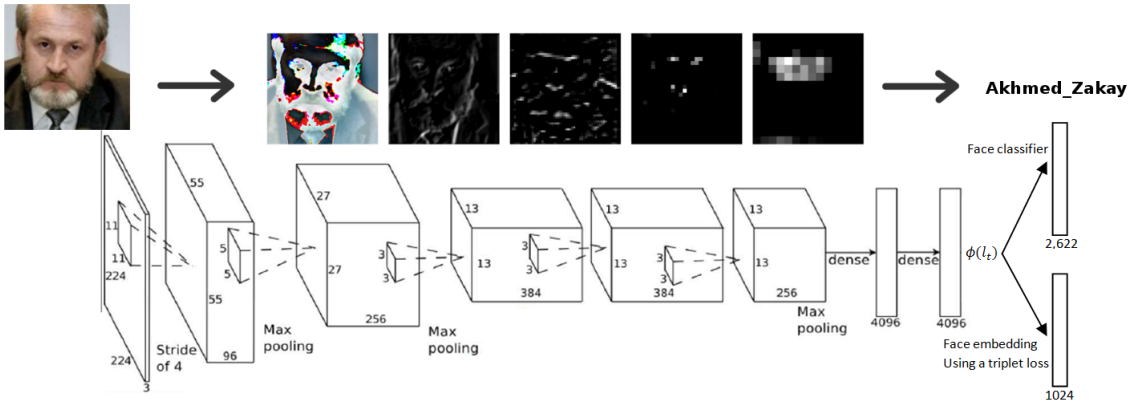 Akhmed_Zakay
Face classifier
2,622
11
11
224
224
3
Stride
of 4
55
55
96
5
5
Max
pooling
27
27
256
3
3
Max
pooling
13
13
384
3
3
13
13
384
3
3
13
13
256
Max
pooling
dense
4096
dense
4096
ϕ(lₜ)
Face embedding
Using a triplet loss
1024